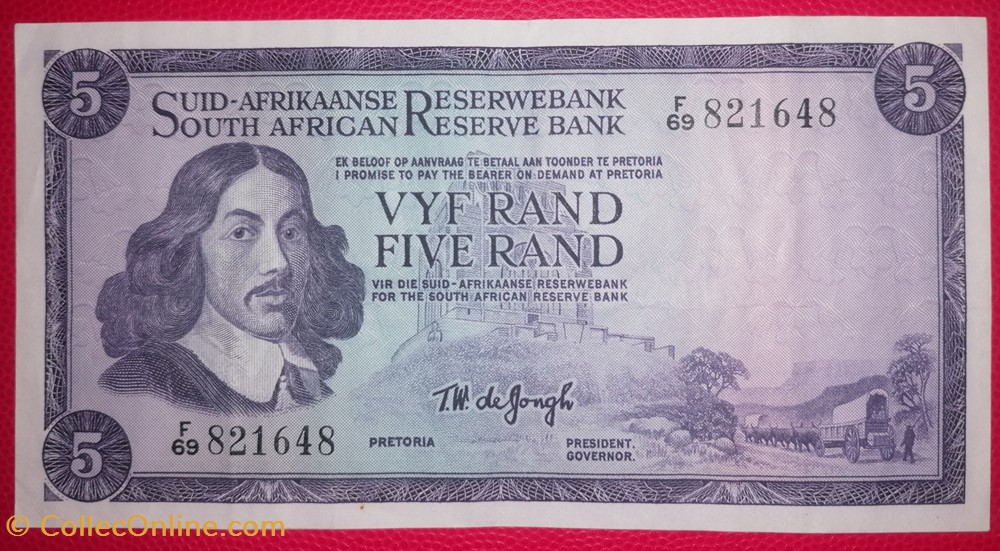 5
5
SUID-AFRIKAANSE RESERWEBANK
SOUTH AFRICAN RESERVE BANK
F/69 821648
EK BELOOF OP AANVRAAG TE BETAAL AAN TOONDER TE PRETORIA
I PROMISE TO PAY THE BEARER ON DEMAND AT PRETORIA
VYF RAND
FIVE RAND
VIR DIE SUID-AFRIKAANSE RESERWEBANK
FOR THE SOUTH AFRICAN RESERVE BANK
T.W. de Jongh
F/69 821648
PRETORIA
PRESIDENT.
GOVERNOR.
5
© CollecOnline.com